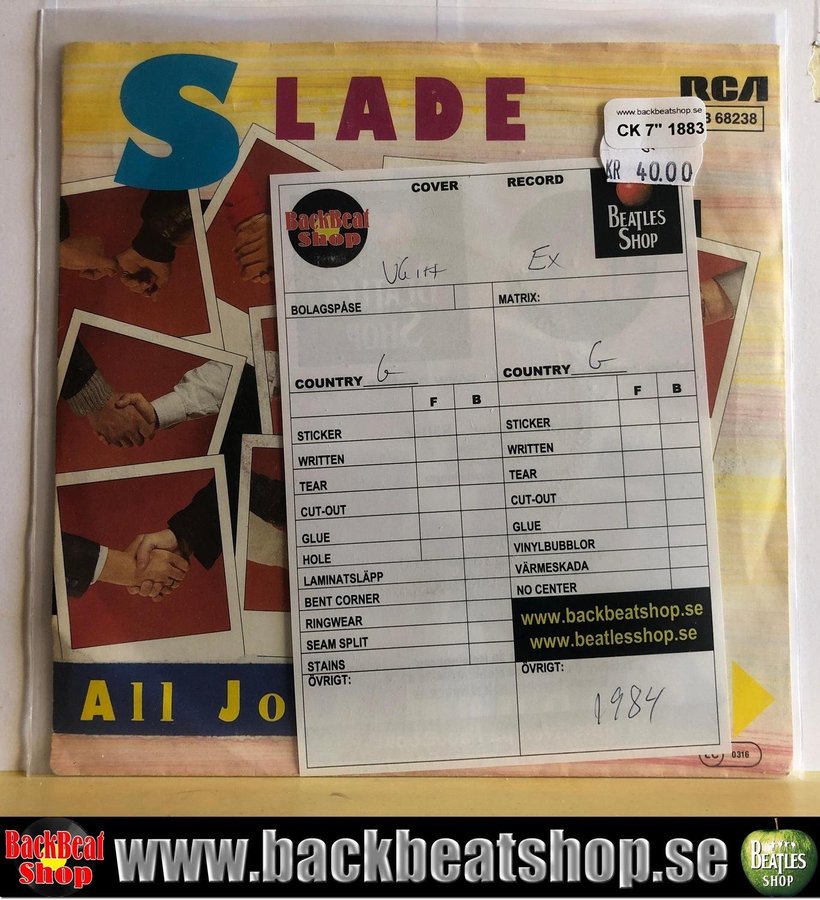 SLADE
RCA
68238
www.backbeatshop.se
CK 7" 1883
KR 40.00
COVER RECORD
BackBeat
Shop
BEATLES
SHOP
VG+++ Ex
BOLAGSPÅSE MATRIX:
COUNTRY G COUNTRY G
F B F B
STICKER STICKER
WRITTEN WRITTEN
TEAR TEAR
CUT-OUT CUT-OUT
GLUE GLUE
HOLE VINYLBUBBLOR
LAMINATSLÄPP VÄRMESKADA
BENT CORNER NO CENTER
RINGWEAR www.backbeatshop.se
SEAM SPLIT www.beatlesshop.se
STAINS
ÖVRIGT: ÖVRIGT:
1984
All Jo
LC 0316
BackBeat
Shop
www.backbeatshop.se
BEATLES
SHOP